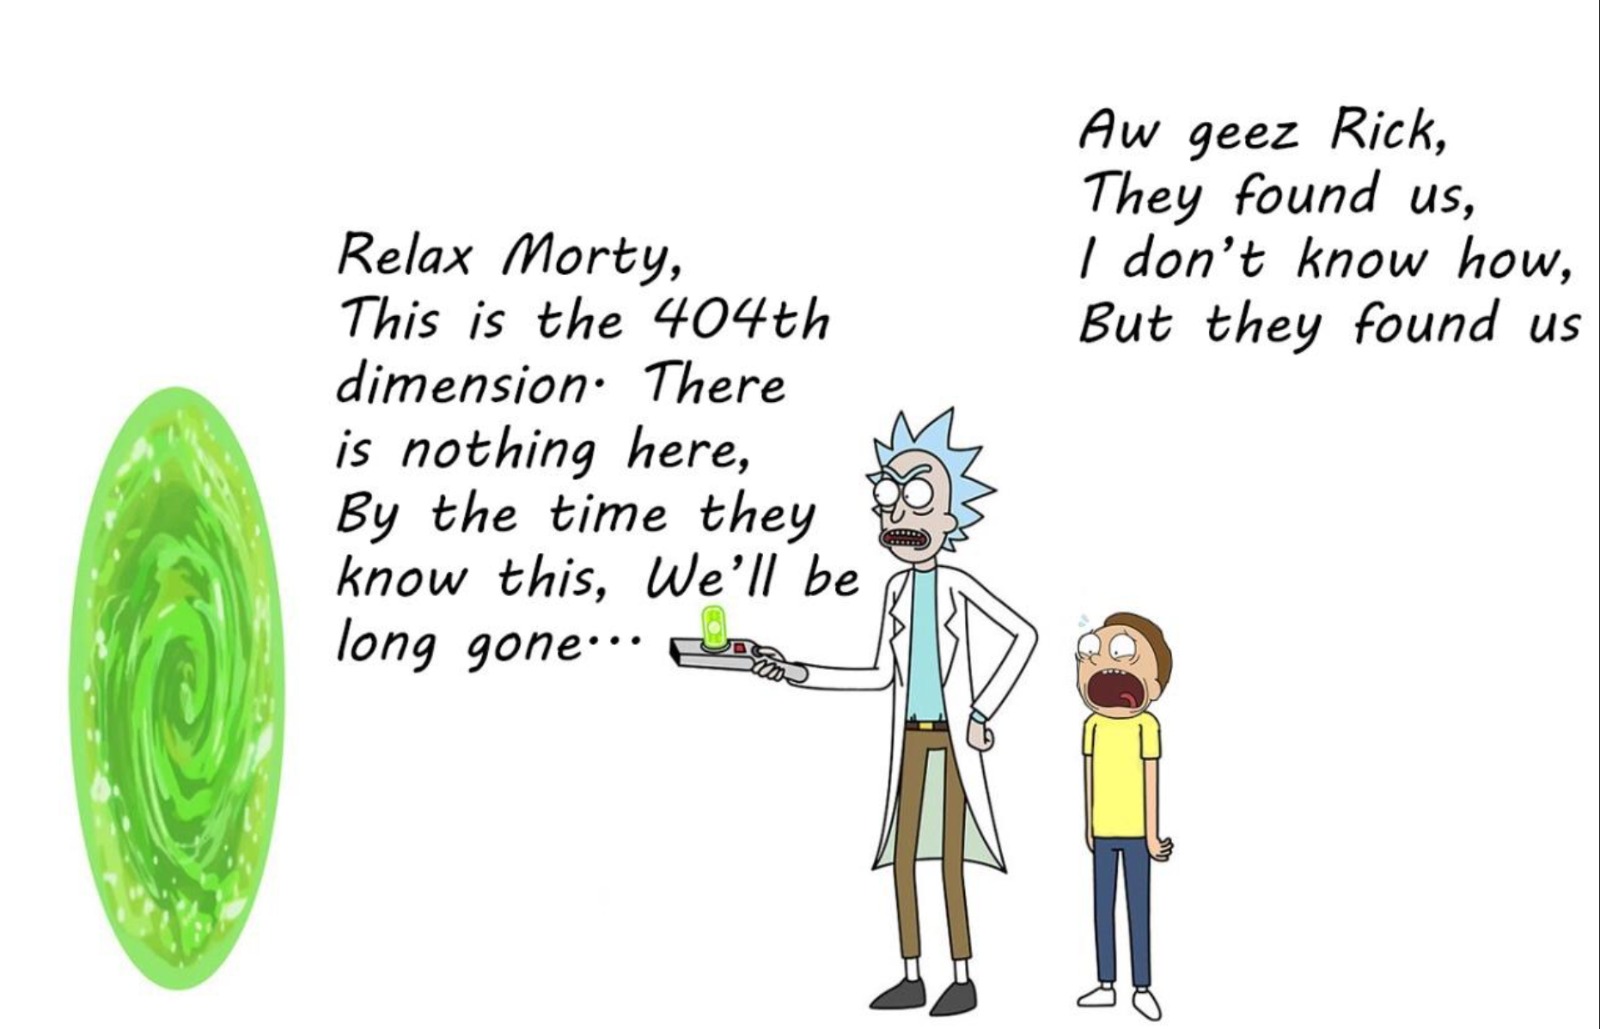 Aw geez Rick,
They found us,
I don't know how,
But they found us
Relax Morty,
This is the 404th
dimension. There
is nothing here,
By the time they
know this, We'll be
long gone...